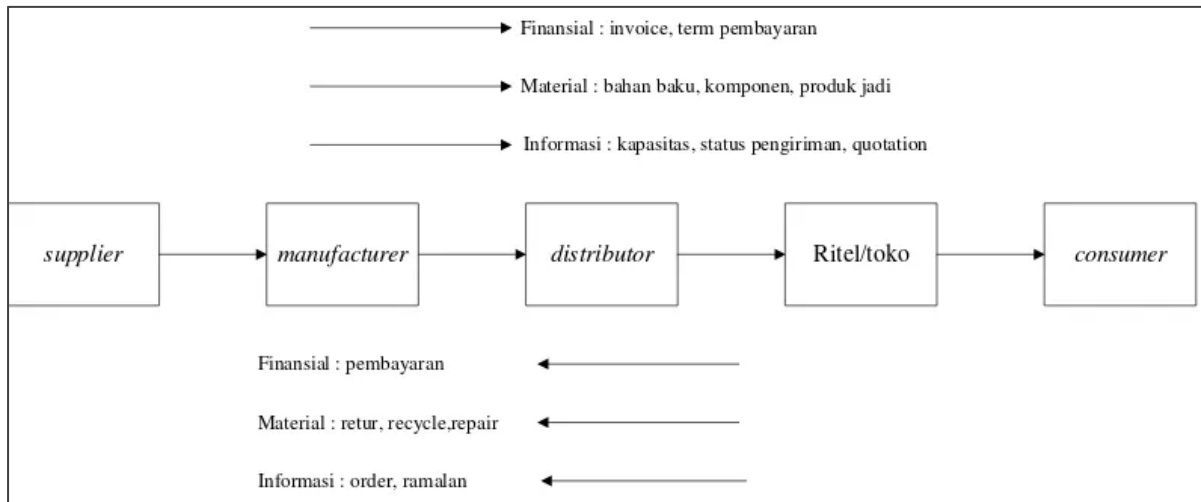 Finansial : invoice, term pembayaran
Material : bahan baku, komponen, produk jadi
Informasi : kapasitas, status pengiriman, quotation
supplier
manufacturer
distributor
Ritel/toko
consumer
Finansial : pembayaran
Material : retur, recycle,repair
Informasi : order, ramalan